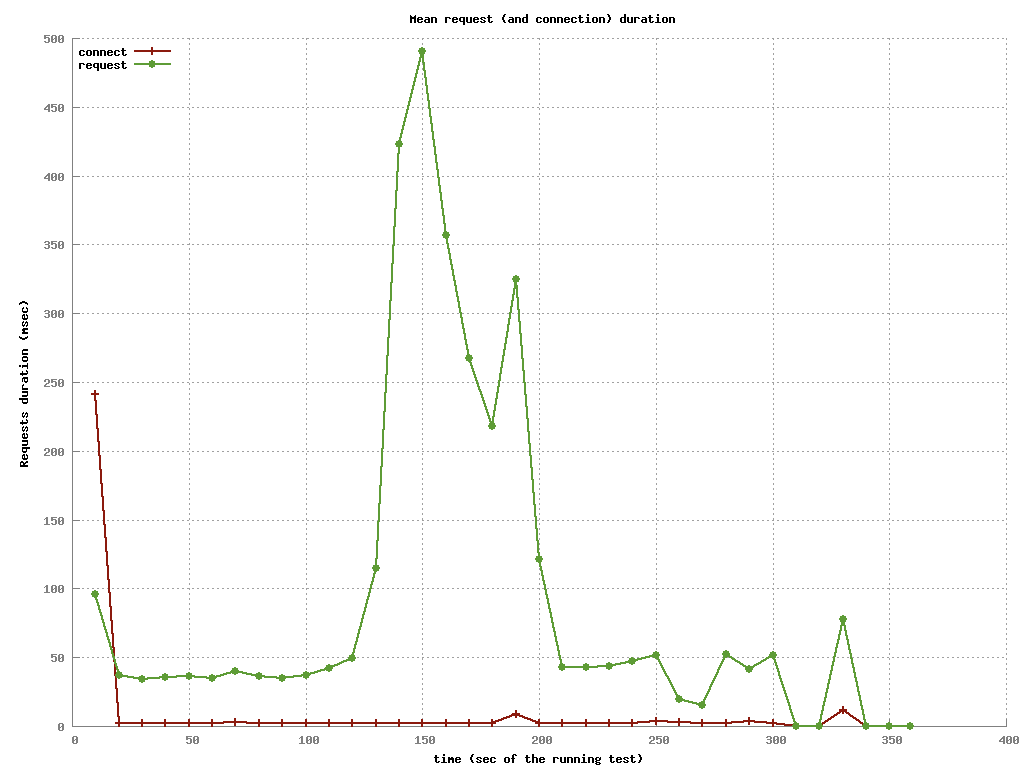 Mean request (and connection) duration
500
connect
request
450
400
350
300
250
200
150
100
50
0
Requests duration (msec)
0 50 100 150 200 250 300 350 400
time (sec of the running test)